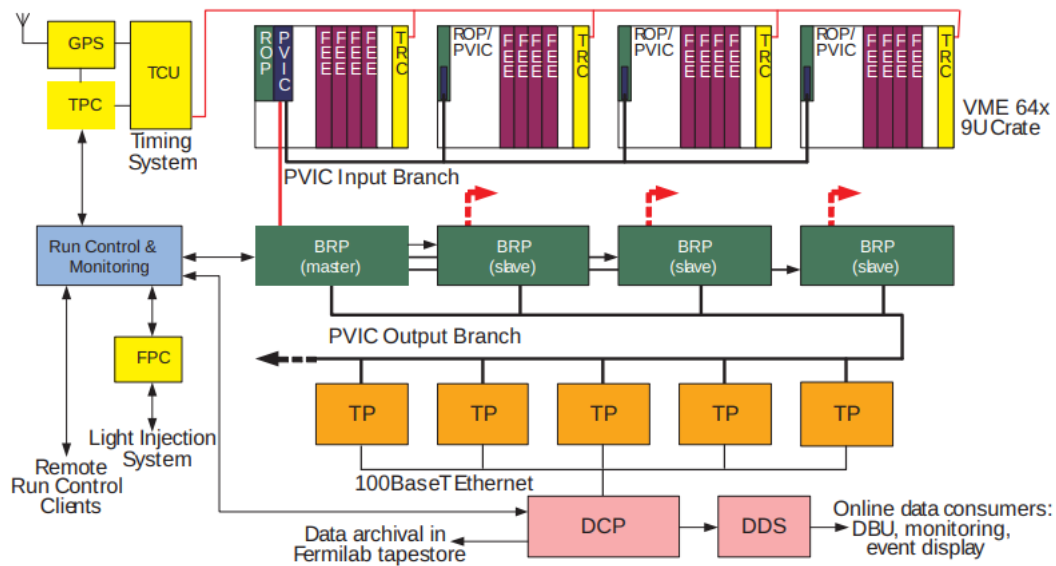 GPS
TCU
TPC
Timing
System
ROP
PVIC
FEE
FEE
FEE
FEE
TRC
ROP/
PVIC
FEE
FEE
FEE
FEE
TRC
ROP/
PVIC
FEE
FEE
FEE
FEE
TRC
ROP/
PVIC
FEE
FEE
FEE
FEE
TRC
VME 64x
9U Crate
PVIC Input Branch
Run Control &
Monitoring
BRP
(master)
BRP
(slave)
BRP
(slave)
BRP
(slave)
PVIC Output Branch
FPC
TP
TP
TP
TP
TP
Light Injection
System
Remote
Run Control
Clients
100BaseT Ethernet
DCP
DDS
Data archival in
Fermilab tapestore
Online data consumers:
DBU, monitoring,
event display